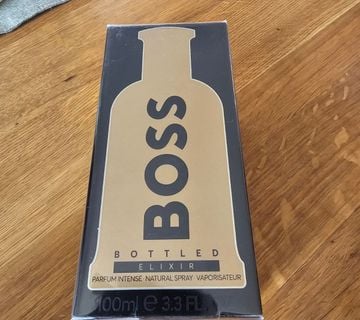 BOSS
BOTTLED
ELIXIR
PARFUM INTENSE · NATURAL SPRAY · VAPORISATEUR
100ml e 3.3 FL.